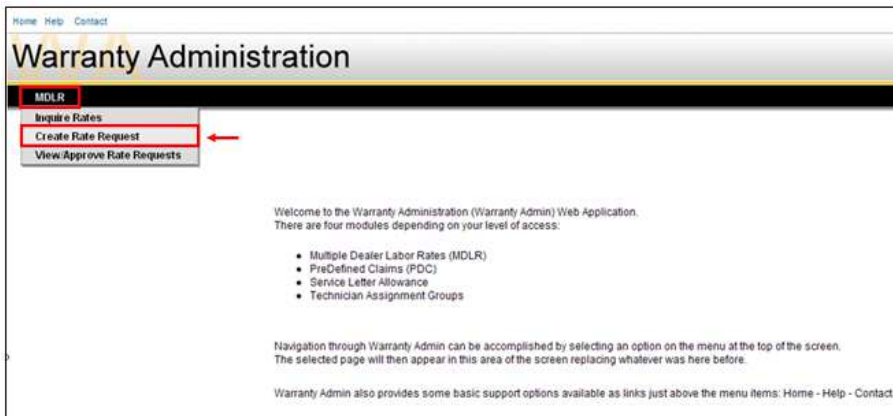 Home Help Contact
Warranty Administration
MDLR
Inquire Rates
Create Rate Request
View/Approve Rate Requests
Welcome to the Warranty Administration (Warranty Admin) Web Application.
There are four modules depending on your level of access:
• Multiple Dealer Labor Rates (MDLR)
• PreDefined Claims (PDC)
• Service Letter Allowance
• Technician Assignment Groups
Navigation through Warranty Admin can be accomplished by selecting an option on the menu at the top of the screen.
The selected page will then appear in this area of the screen replacing whatever was here before.
Warranty Admin also provides some basic support options available as links just above the menu items: Home - Help - Contact